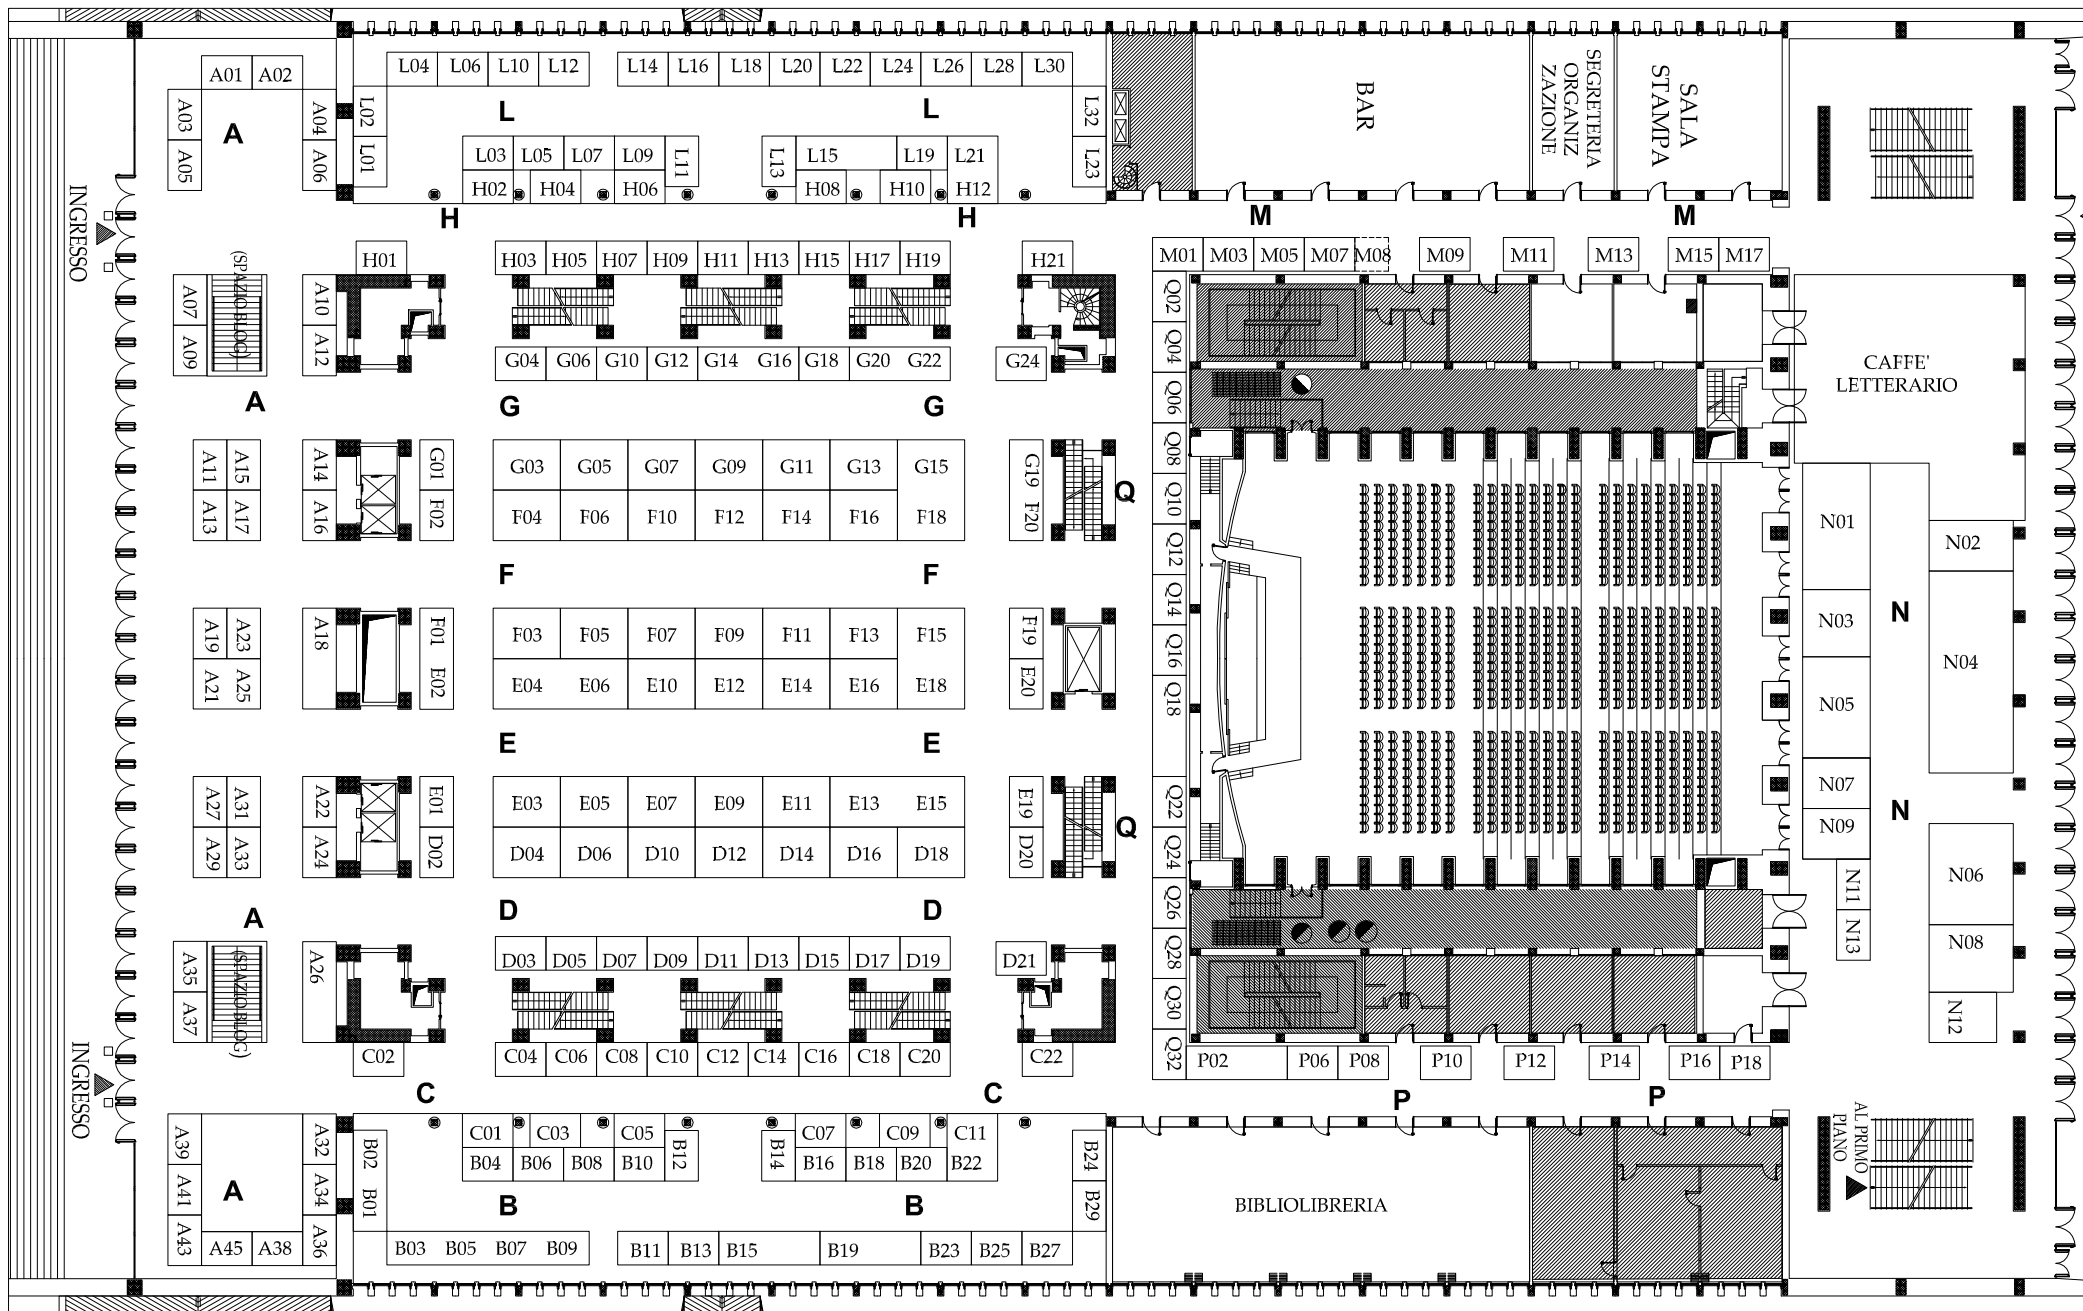 A01 A02
L04 L06 L10 L12 L14 L16 L18 L20 L22 L24 L26 L28 L30
A03 A04 L02 L32
A L L
A05 A06 L01 L03 L05 L07 L09 L11 L13 L15 L19 L21 L23
H02 H04 H06 H08 H10 H12
BAR
SEGRETERIA
ORGANIZ
ZAZIONE
SALA
STAMPA
INGRESSO
H H M M
H01 H03 H05 H07 H09 H11 H13 H15 H17 H19 H21
M01 M03 M05 M07 M08 M09 M11 M13 M15 M17
A07 A10 Q02
(SPAZIO BLOG)
A09 A12 Q04
G04 G06 G10 G12 G14 G16 G18 G20 G22 G24
CAFFE'
LETTERARIO
A G G Q06
Q08
A11 A15 A14 G01 G03 G05 G07 G09 G11 G13 G15 G19
Q Q10
A13 A17 A16 F02 F04 F06 F10 F12 F14 F16 F18 F20
N01
Q12 N02
F F
Q14
A19 A23 A18 F01 F03 F05 F07 F09 F11 F13 F15 F19
N03 N
Q16 N04
A21 A25 E02 E04 E06 E10 E12 E14 E16 E18 E20
Q18 N05
E E
N07
A27 A31 A22 E01 E03 E05 E07 E09 E11 E13 E15 E19
Q22 N
Q N09
A29 A33 A24 D02 D04 D06 D10 D12 D14 D16 D18 D20
Q24
N11 N06
A D D Q26
N13
A35 A26 D03 D05 D07 D09 D11 D13 D15 D17 D19 D21
Q28 N08
(SPAZIO BLOG)
A37 Q30 N12
INGRESSO
C02 C04 C06 C08 C10 C12 C14 C16 C18 C20 C22
Q32 P02 P06 P08 P10 P12 P14 P16 P18
C C P P
AL PRIMO
PIANO
A39 A32 B02 C01 C03 C05 C07 C09 C11 B24
B04 B06 B08 B10 B12 B14 B16 B18 B20 B22
A41 A34 B01 B29
A B B
BIBLIOLIBRERIA
A43 A45 A38 A36 B03 B05 B07 B09 B11 B13 B15 B19 B23 B25 B27